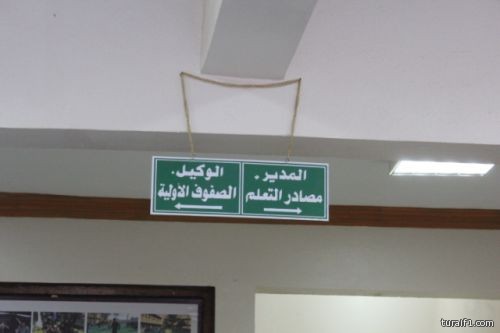 المدير.
مصادر التعلم
الوكيل.
الصفوف الأولية
turaif1.com